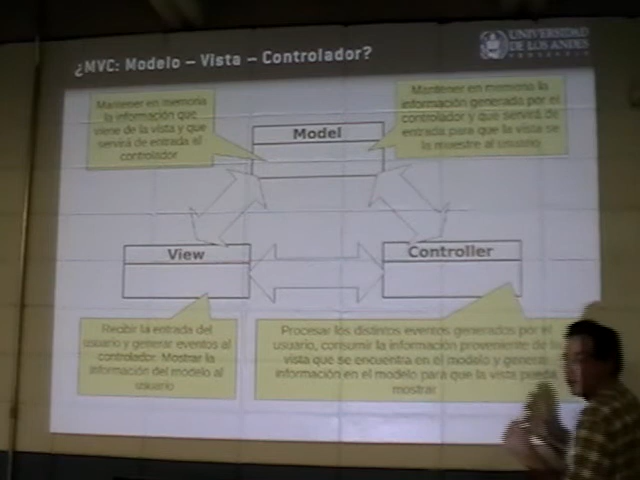 ¿MVC: Modelo – Vista – Controlador?
UNIVERSIDAD
DE LOS ANDES
VENEZUELA
Mantener en memoria
la información que
viene de la vista y que
servirá de entrada al
controlador
Mantener en memoria la
información generada por el
controlador y que servirá de
entrada para que la vista se
la muestre al usuario
Model
View
Controller
Recibir la entrada del
usuario y generar eventos al
controlador. Mostrar la
información del modelo al
usuario
Procesar los distintos eventos generados por el
usuario, consumir la información proveniente de la
vista que se encuentra en el modelo y generar
información en el modelo para que la vista pueda
mostrar